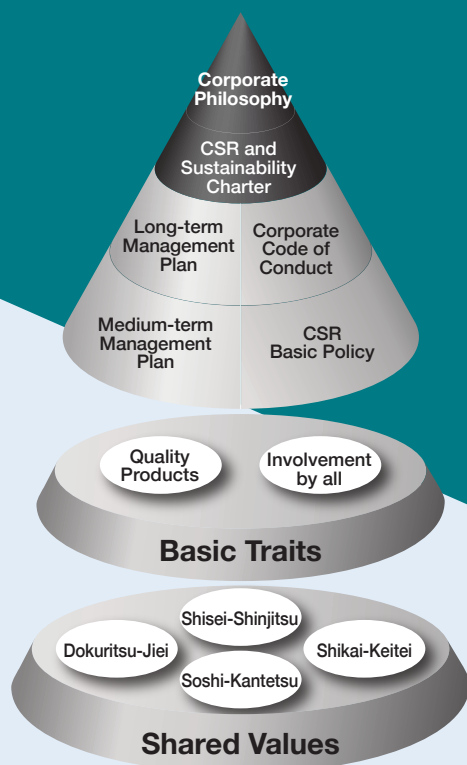 Corporate
Philosophy
CSR and
Sustainability
Charter
Long-term
Management
Plan
Corporate
Code of
Conduct
Medium-term
Management
Plan
CSR
Basic Policy
Quality
Products
Involvement
by all
Basic Traits
Shisei-Shinjitsu
Dokuritsu-Jiei
Shikai-Keitei
Soshi-Kantetsu
Shared Values